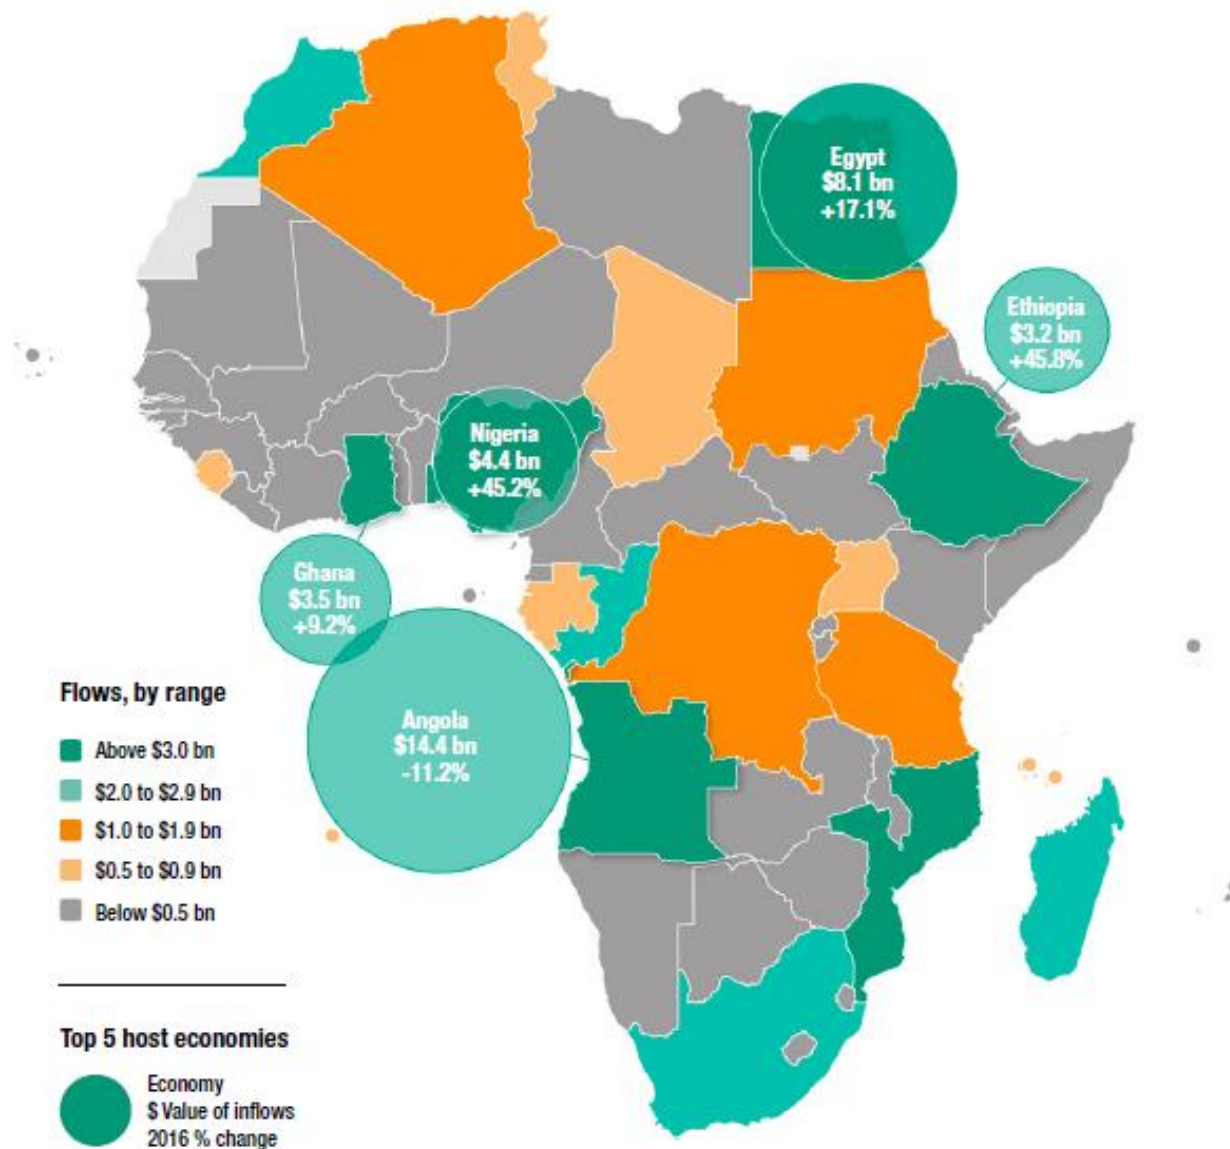 Egypt
$8.1 bn
+17.1%
Ethiopia
$3.2 bn
+45.8%
Nigeria
$4.4 bn
+45.2%
Ghana
$3.5 bn
+9.2%
Angola
$14.4 bn
-11.2%
Flows, by range
Above $3.0 bn
$2.0 to $2.9 bn
$1.0 to $1.9 bn
$0.5 to $0.9 bn
Below $0.5 bn
Top 5 host economies
Economy
$ Value of inflows
2016 % change